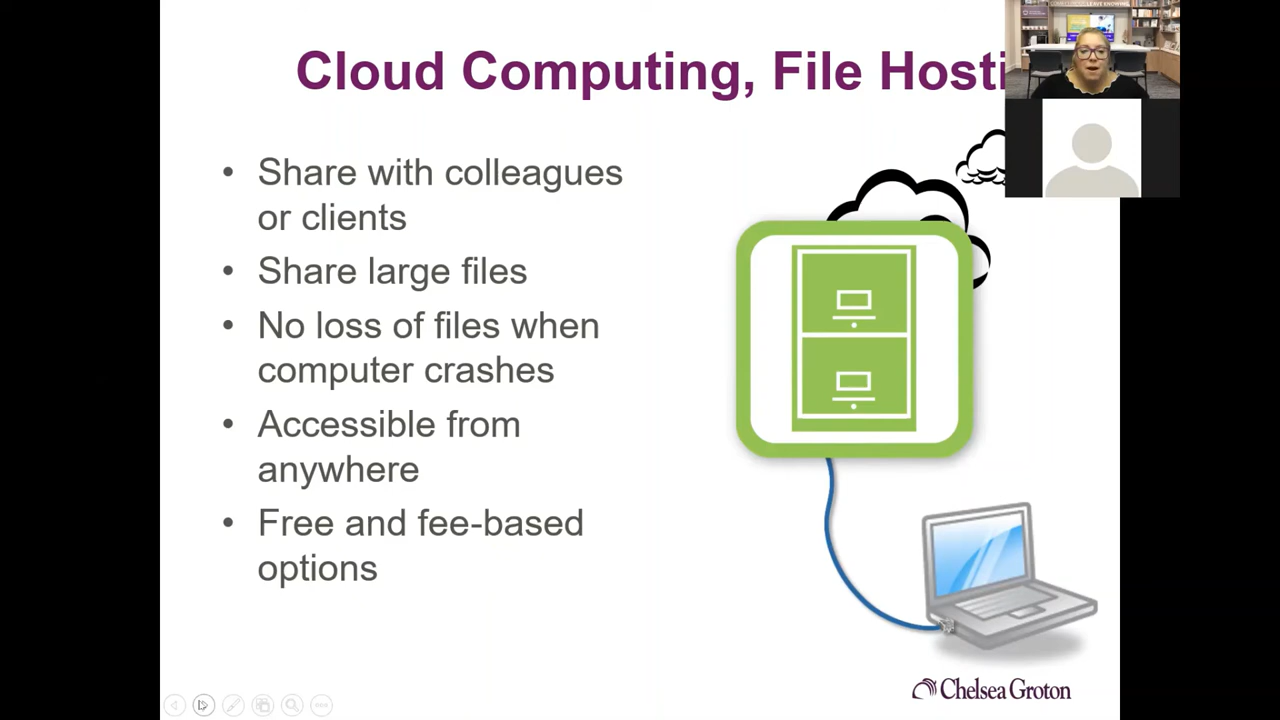 Cloud Computing, File Hosti
• Share with colleagues
or clients
• Share large files
• No loss of files when
computer crashes
• Accessible from
anywhere
• Free and fee-based
options
Chelsea Groton